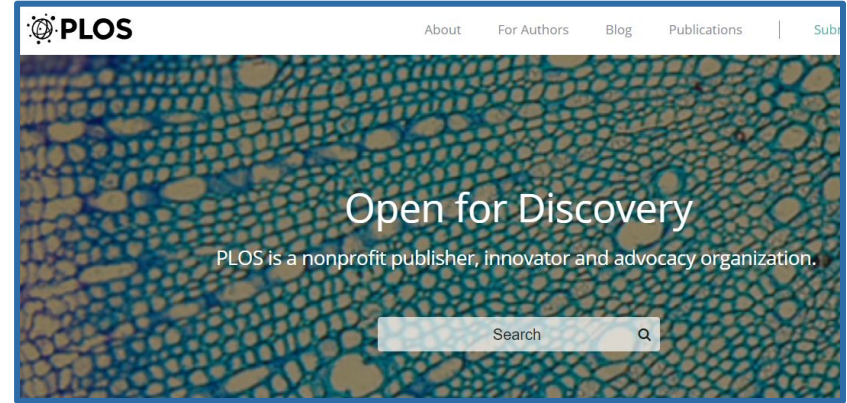 PLOS
About For Authors Blog Publications
Open for Discovery
PLOS is a nonprofit publisher, innovator and advocacy organization.
Search